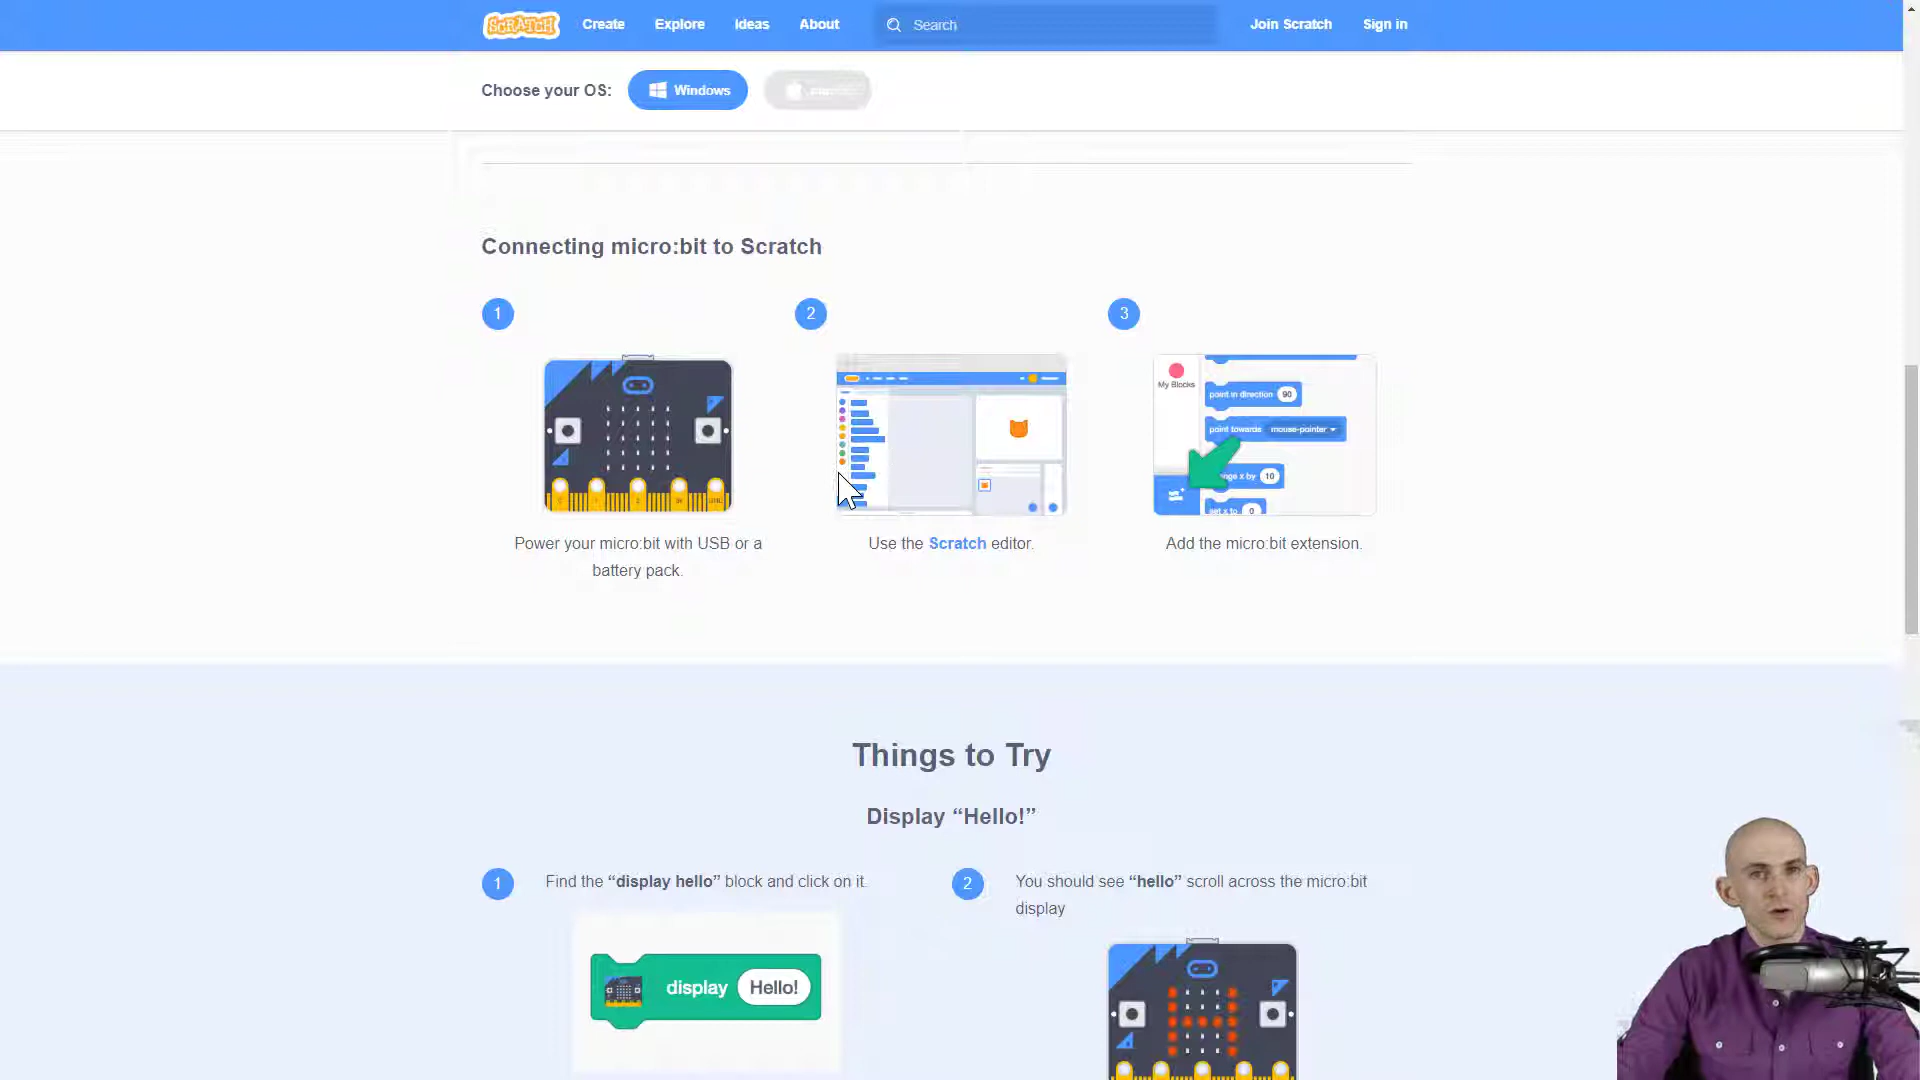 SCRATCH
Create
Explore
Ideas
About
Search
Join Scratch
Sign in
Choose your OS:
Windows
Connecting micro:bit to Scratch
1
2
3
My Blocks
point in direction 90
point towards mouse-pointer
x by 10
set x to 0
Power your micro:bit with USB or a
battery pack.
Use the Scratch editor.
Add the micro:bit extension.
Things to Try
Display “Hello!”
1
Find the “display hello” block and click on it.
display Hello!
2
You should see “hello” scroll across the micro:bit
display